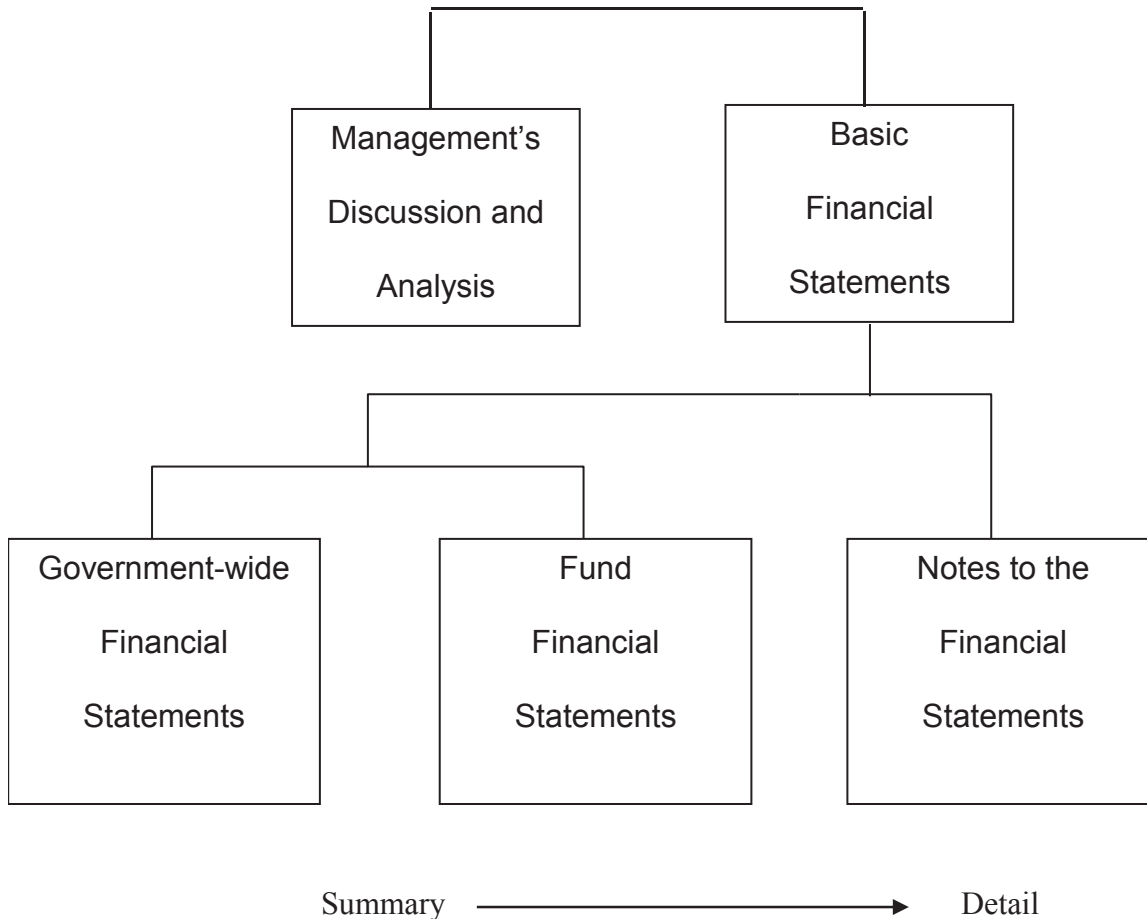 Management’s
Discussion and
Analysis
Basic
Financial
Statements
Government-wide
Financial
Statements
Fund
Financial
Statements
Notes to the
Financial
Statements
Summary
Detail